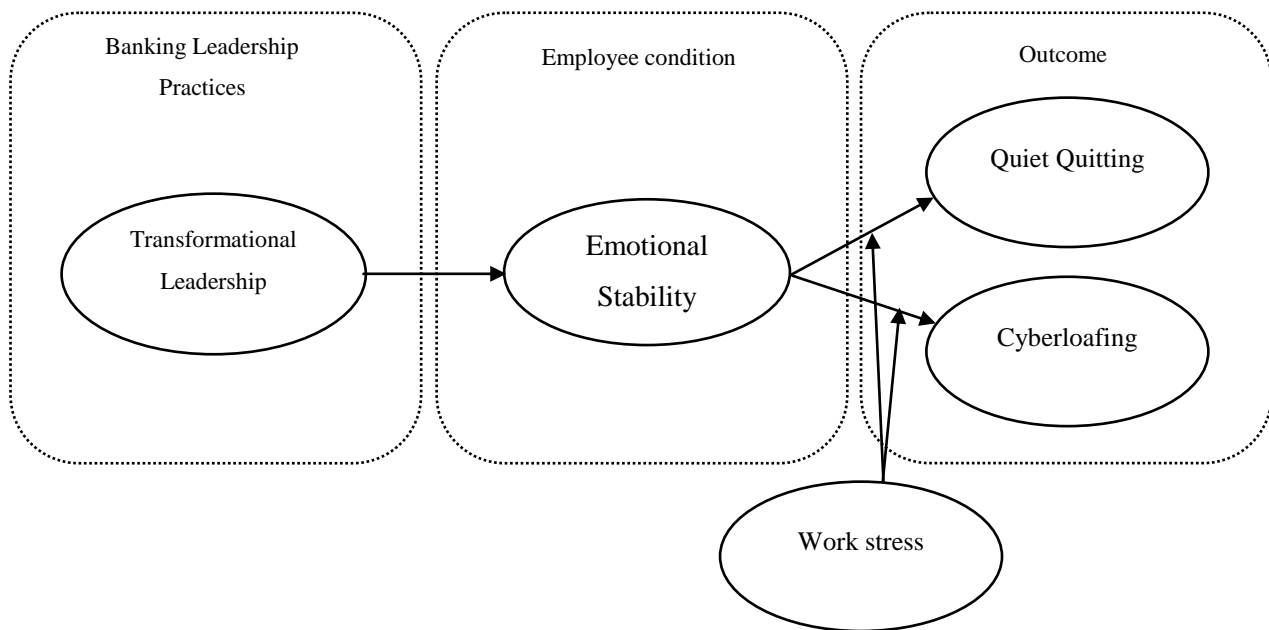 Banking Leadership
Practices
Employee condition
Outcome
Transformational
Leadership
Emotional
Stability
Quiet Quitting
Cyberloafing
Work stress